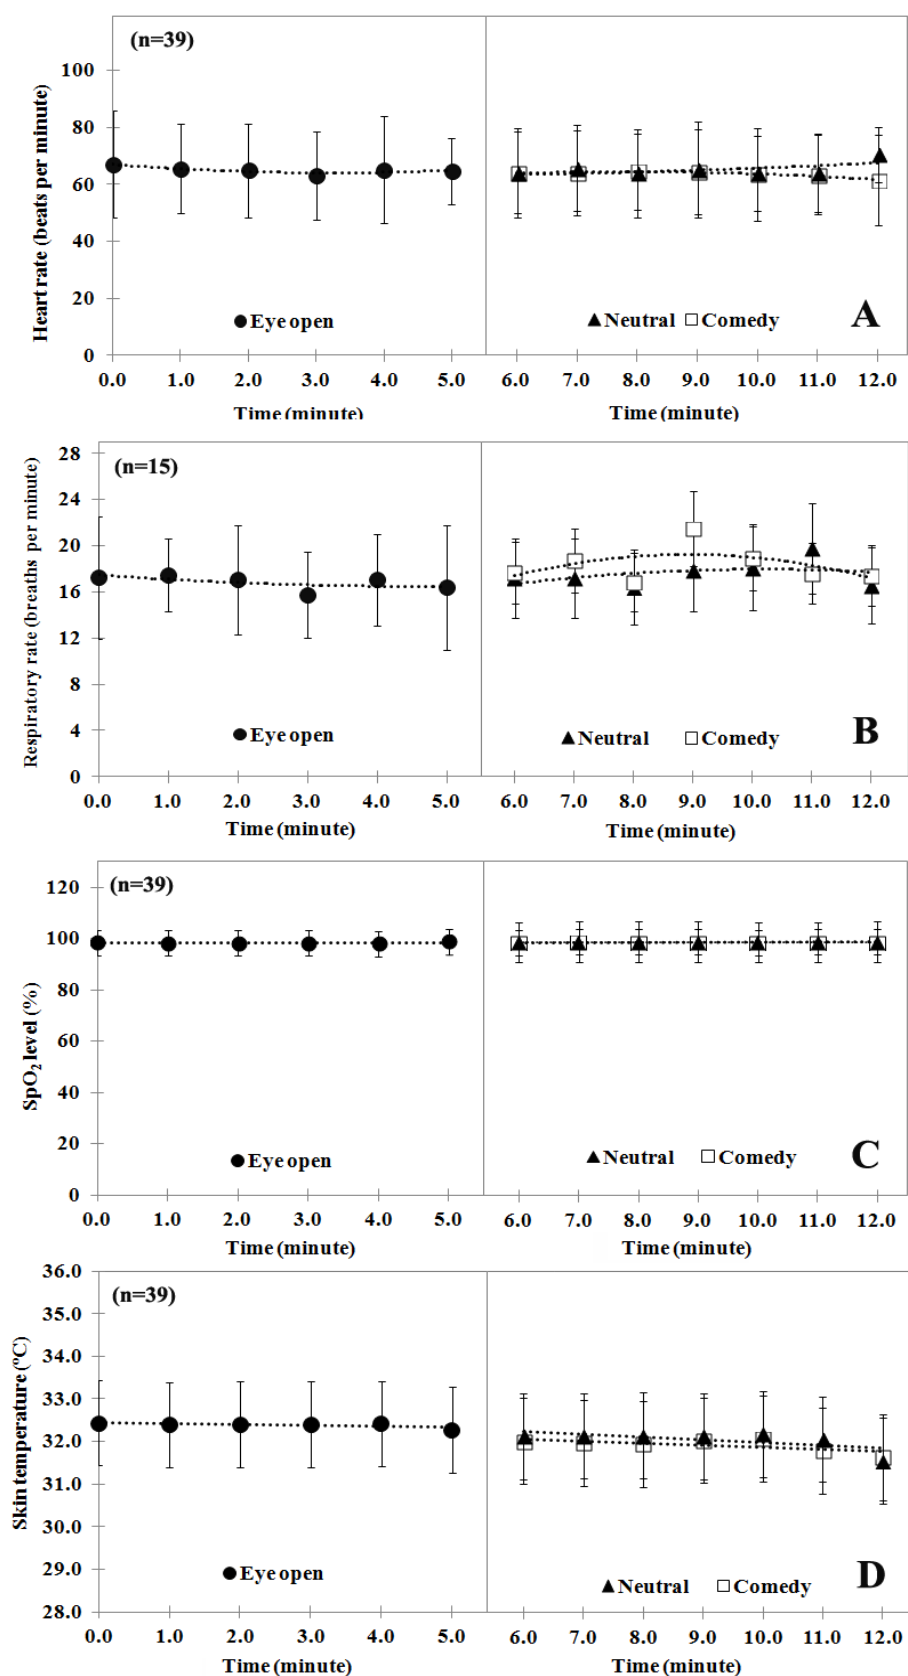 (n=39)
Heart rate (beats per minute)
100
80
60
40
20
0
Eye open
Neutral Comedy
A
0.0 1.0 2.0 3.0 4.0 5.0 6.0 7.0 8.0 9.0 10.0 11.0 12.0
Time (minute) Time (minute)
(n=15)
Respiratory rate (breaths per minute)
28
24
20
16
12
8
4
0
Eye open
Neutral Comedy
B
0.0 1.0 2.0 3.0 4.0 5.0 6.0 7.0 8.0 9.0 10.0 11.0 12.0
Time (minute) Time (minute)
(n=39)
SpO₂ level (%)
120
100
80
60
40
20
0
Eye open
Neutral Comedy
C
0.0 1.0 2.0 3.0 4.0 5.0 6.0 7.0 8.0 9.0 10.0 11.0 12.0
Time (minute) Time (minute)
(n=39)
Skin temperature (°C)
36.0
35.0
34.0
33.0
32.0
31.0
30.0
29.0
28.0
Eye open
Neutral Comedy
D
0.0 1.0 2.0 3.0 4.0 5.0 6.0 7.0 8.0 9.0 10.0 11.0 12.0
Time (minute) Time (minute)